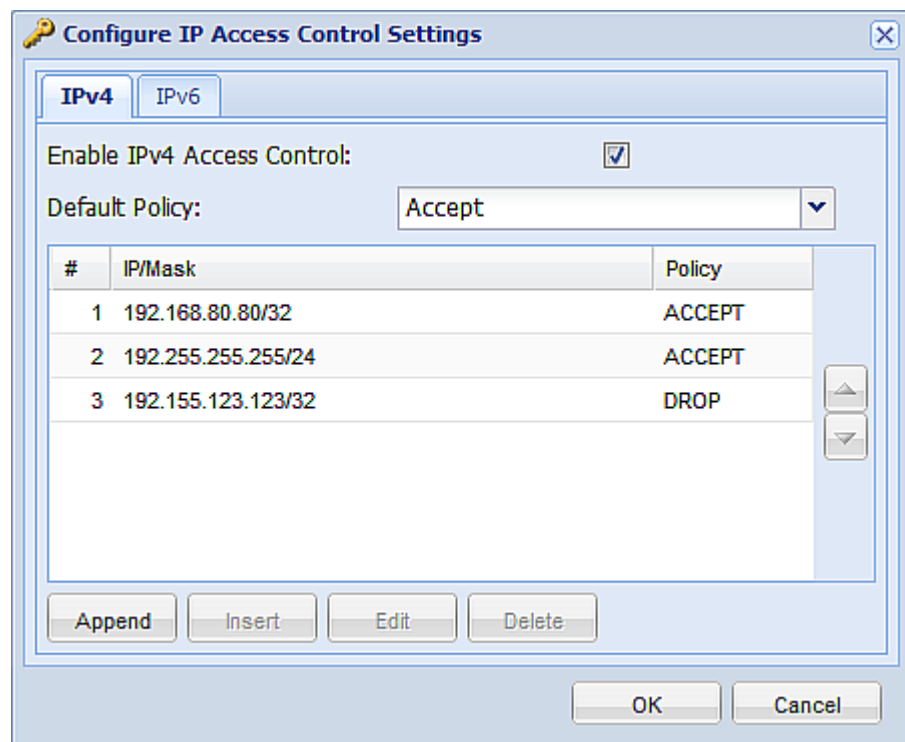 Configure IP Access Control Settings
IPv4 IPv6
Enable IPv4 Access Control:
Default Policy: Accept
# IP/Mask Policy
1 192.168.80.80/32 ACCEPT
2 192.255.255.255/24 ACCEPT
3 192.155.123.123/32 DROP
Append Insert Edit Delete
OK Cancel